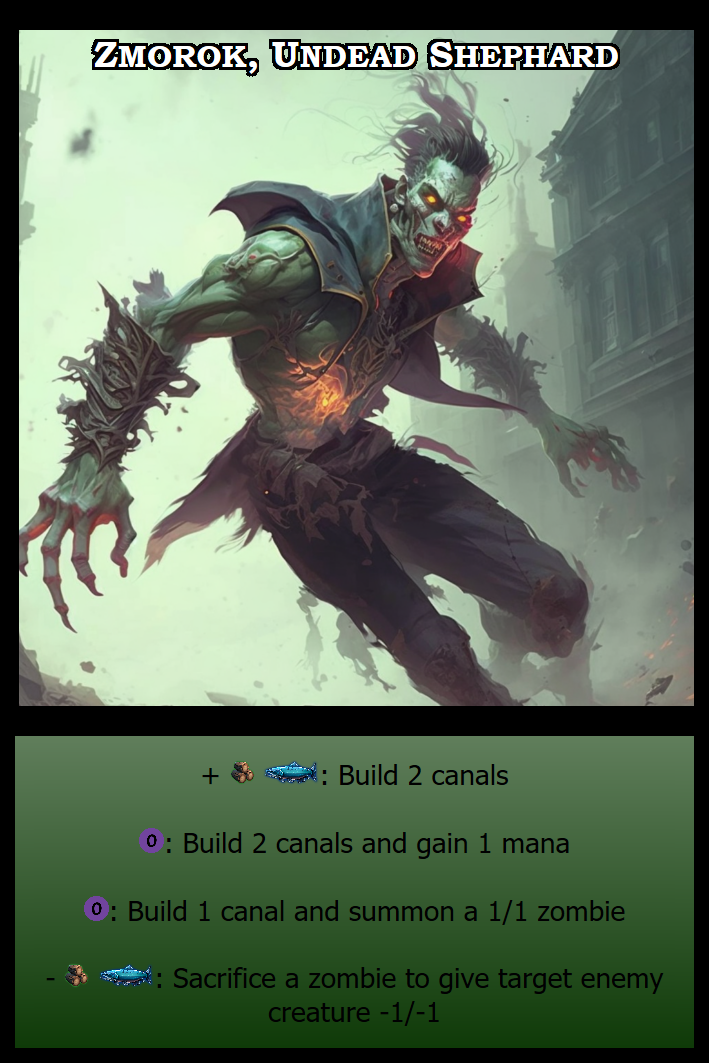 Zmorok, Undead Shephard
+ : Build 2 canals
0: Build 2 canals and gain 1 mana
0: Build 1 canal and summon a 1/1 zombie
- : Sacrifice a zombie to give target enemy
creature -1/-1